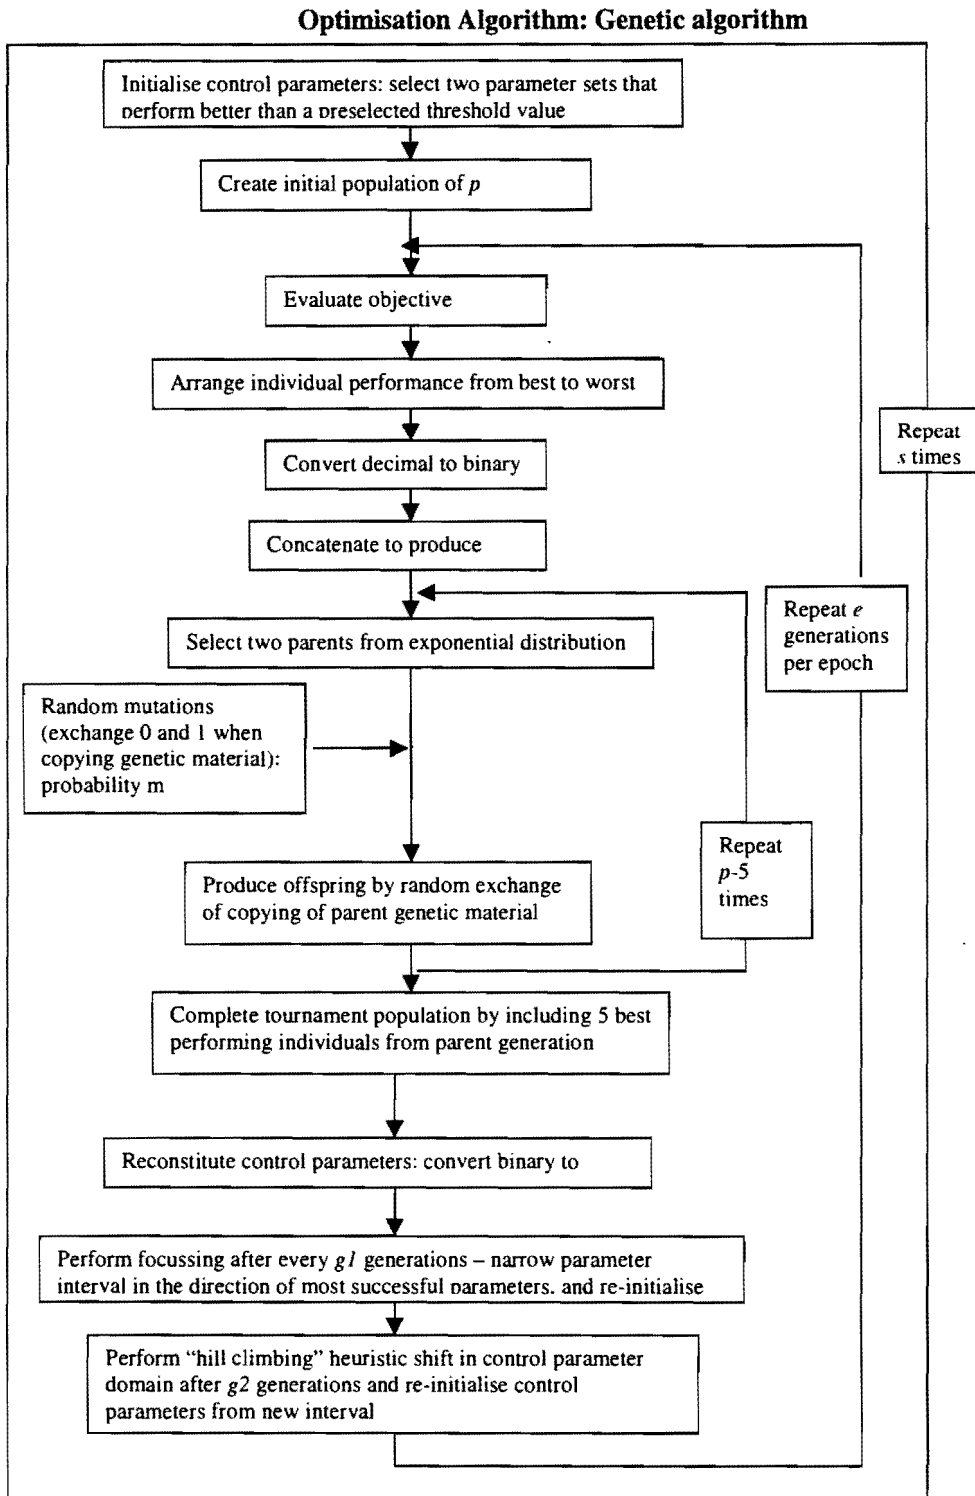 Optimisation Algorithm: Genetic algorithm
Initialise control parameters: select two parameter sets that
perform better than a preselected threshold value
Create initial population of p
Evaluate objective
Arrange individual performance from best to worst
Repeat
s times
Convert decimal to binary
Concatenate to produce
Repeat e
generations
per epoch
Select two parents from exponential distribution
Random mutations
(exchange 0 and 1 when
copying genetic material):
probability m
Repeat
p-5
times
Produce offspring by random exchange
of copying of parent genetic material
Complete tournament population by including 5 best
performing individuals from parent generation
Reconstitute control parameters: convert binary to
Perform focussing after every g1 generations – narrow parameter
interval in the direction of most successful parameters. and re-initialise
Perform “hill climbing” heuristic shift in control parameter
domain after g2 generations and re-initialise control
parameters from new interval